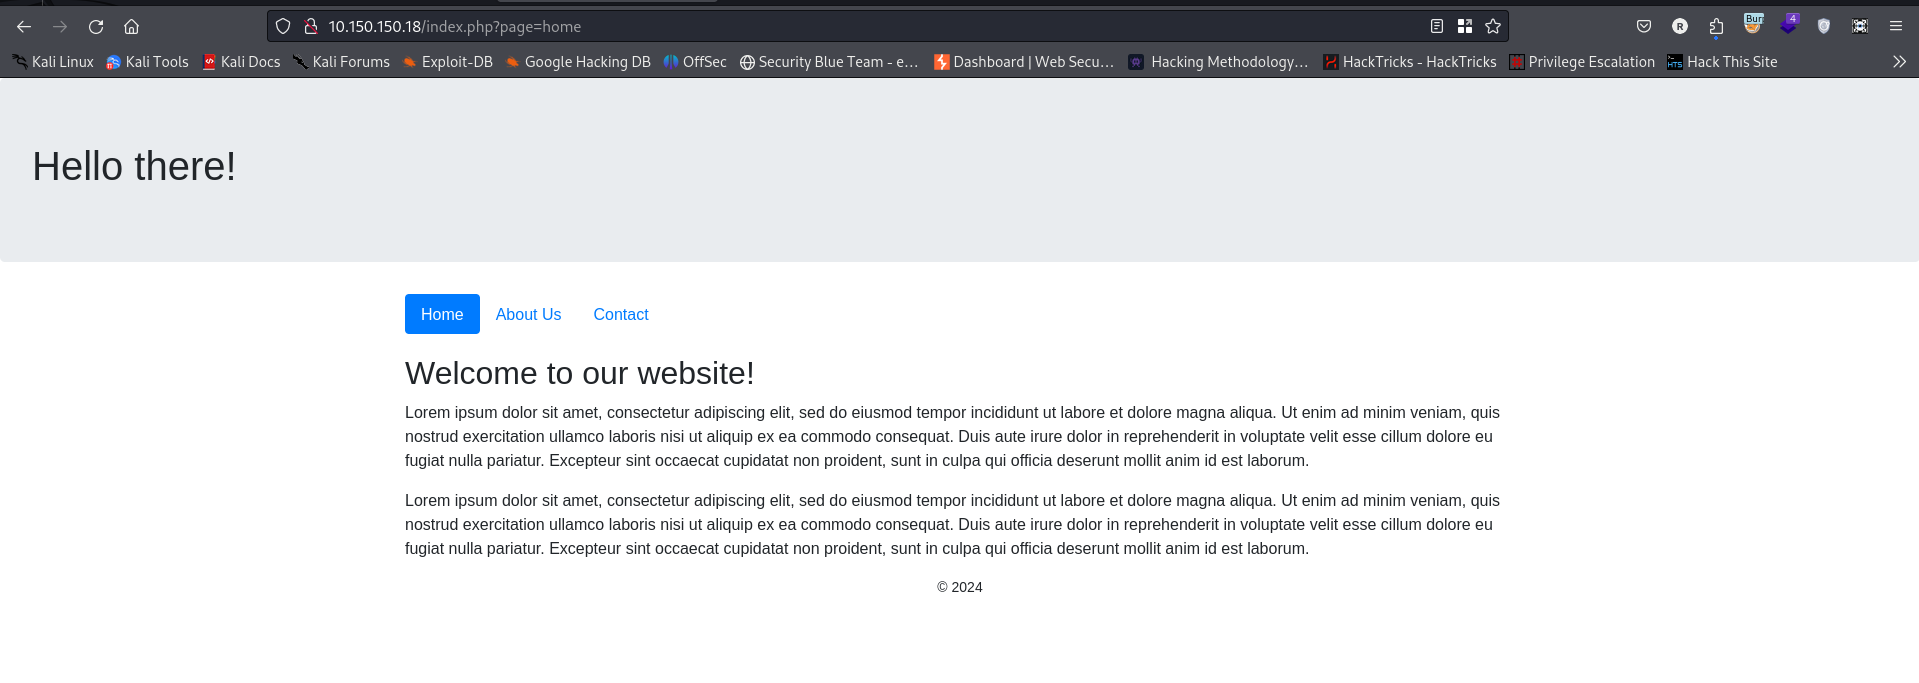 10.150.150.18/index.php?page=home
R
Burp
4
Kali Linux Kali Tools Kali Docs Kali Forums Exploit-DB Google Hacking DB OffSec Security Blue Team - e… Dashboard | Web Secu… Hacking Methodology… HackTricks - HackTricks Privilege Escalation HTS Hack This Site
Hello there!
Home About Us Contact
Welcome to our website!
Lorem ipsum dolor sit amet, consectetur adipiscing elit, sed do eiusmod tempor incididunt ut labore et dolore magna aliqua. Ut enim ad minim veniam, quis
nostrud exercitation ullamco laboris nisi ut aliquip ex ea commodo consequat. Duis aute irure dolor in reprehenderit in voluptate velit esse cillum dolore eu
fugiat nulla pariatur. Excepteur sint occaecat cupidatat non proident, sunt in culpa qui officia deserunt mollit anim id est laborum.
Lorem ipsum dolor sit amet, consectetur adipiscing elit, sed do eiusmod tempor incididunt ut labore et dolore magna aliqua. Ut enim ad minim veniam, quis
nostrud exercitation ullamco laboris nisi ut aliquip ex ea commodo consequat. Duis aute irure dolor in reprehenderit in voluptate velit esse cillum dolore eu
fugiat nulla pariatur. Excepteur sint occaecat cupidatat non proident, sunt in culpa qui officia deserunt mollit anim id est laborum.
© 2024